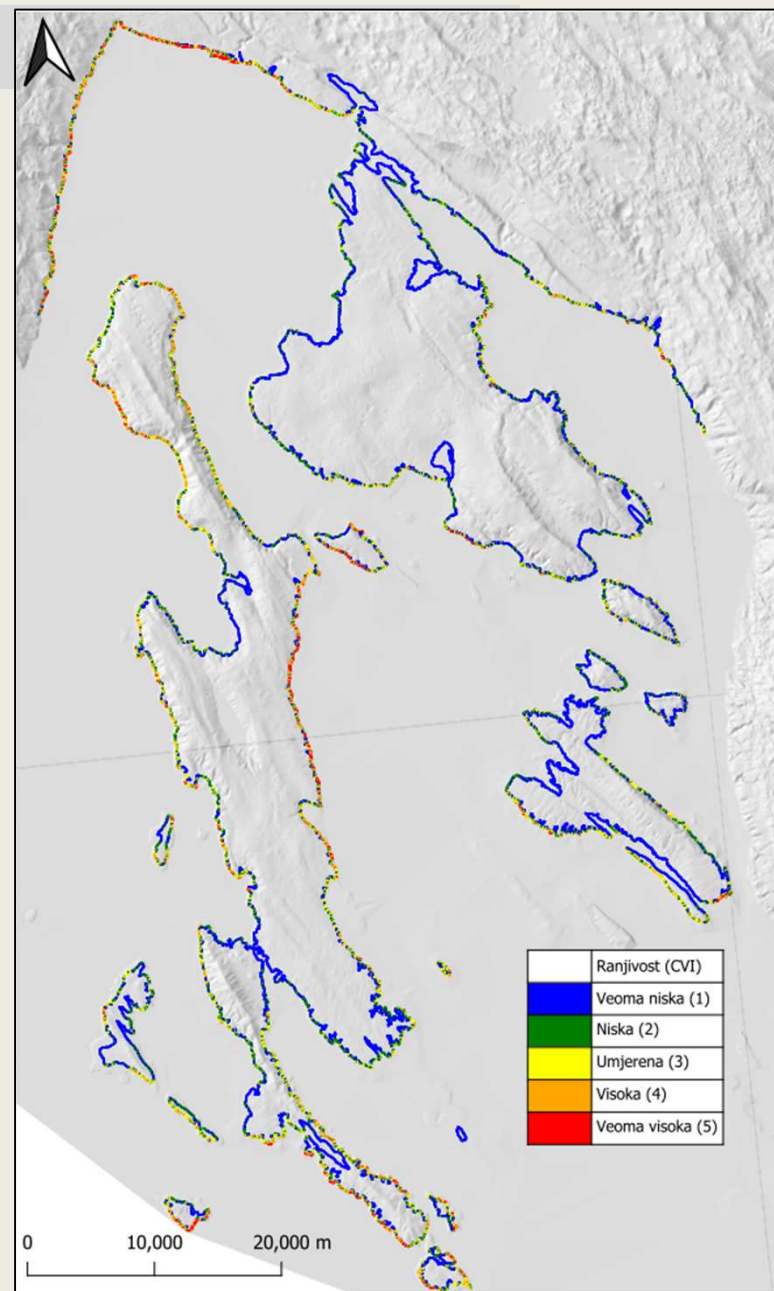 Ranjivost (CVI)
Veoma niska (1)
Niska (2)
Umjerena (3)
Visoka (4)
Veoma visoka (5)
0 10,000 20,000 m